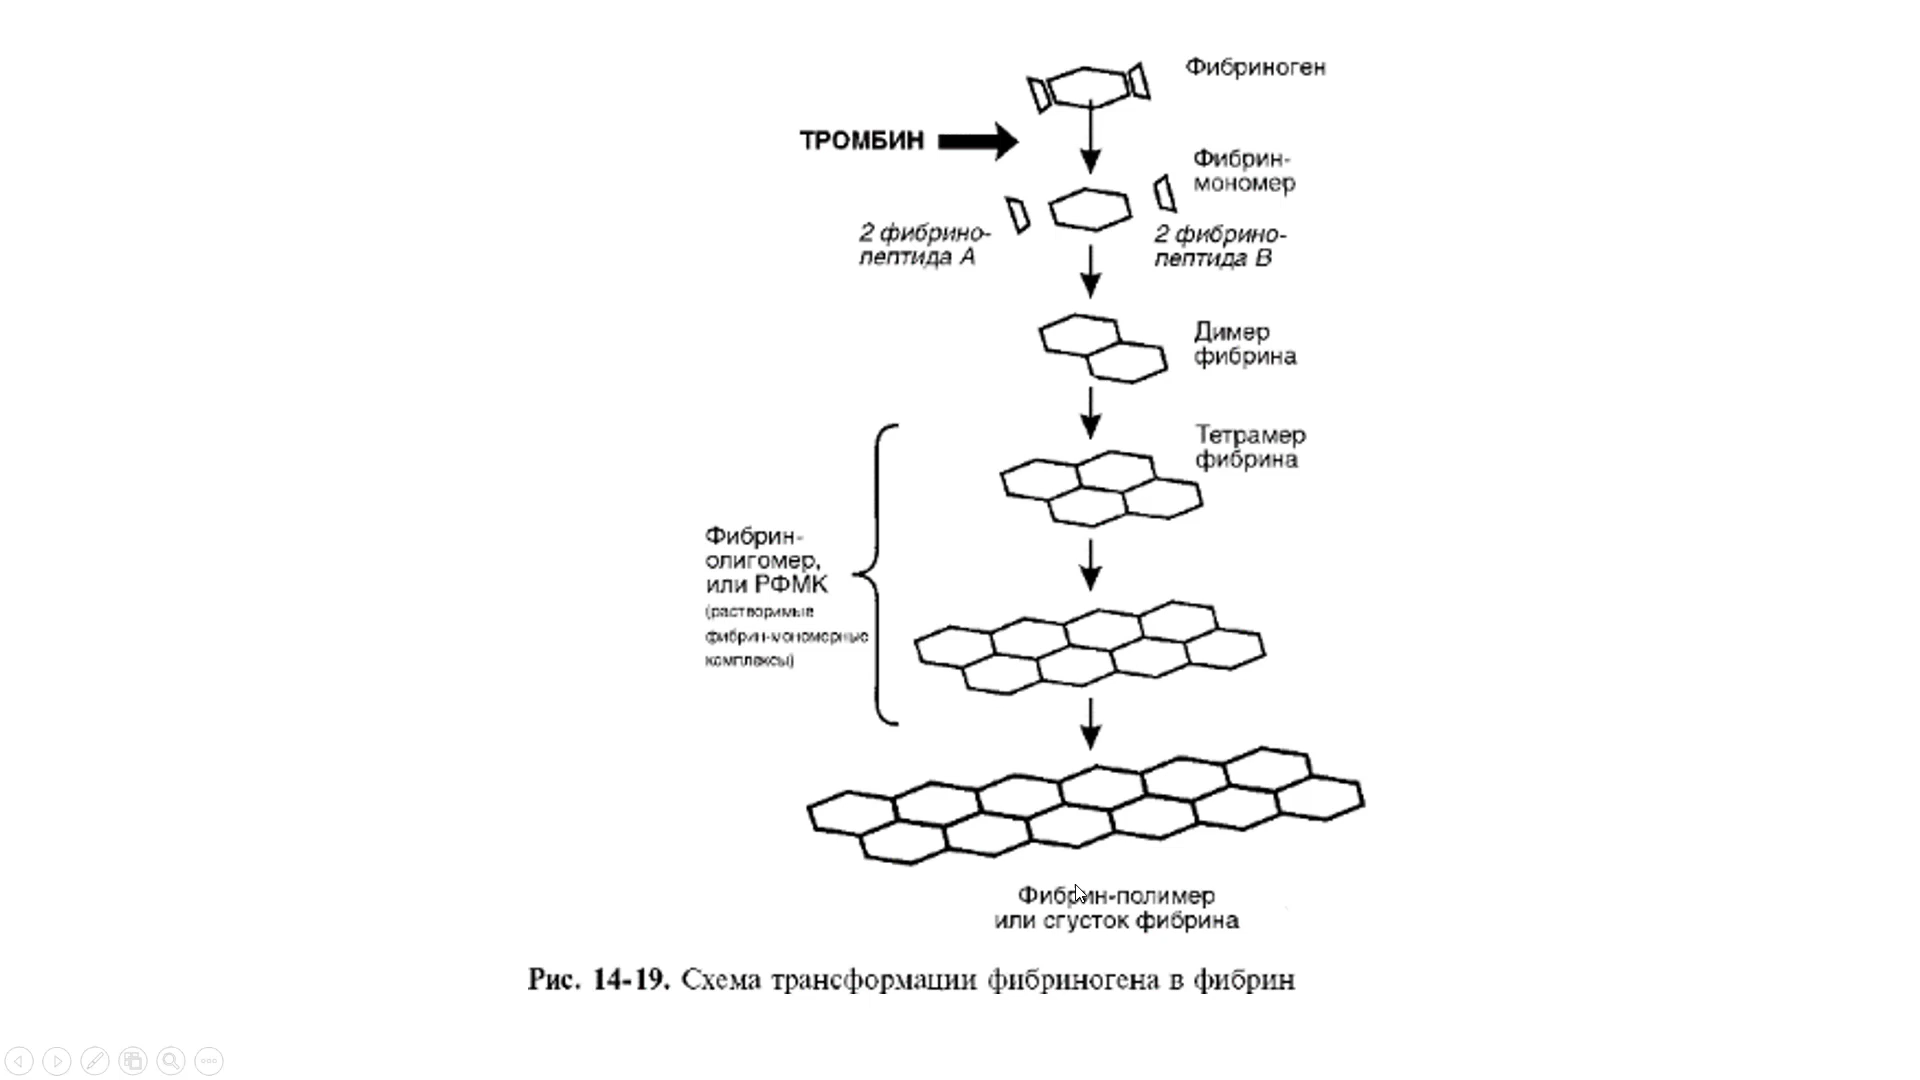 Фибриноген
ТРОМБИН
Фибрин-
мономер
2 фибрино-
пептида А
2 фибрино-
пептида В
Димер
фибрина
Тетрамер
фибрина
Фибрин-
олигомер,
или РФМК
(растворимые
фибрин-мономерные
комплексы)
Фибрин-полимер
или сгусток фибрина
Рис. 14-19. Схема трансформации фибриногена в фибрин